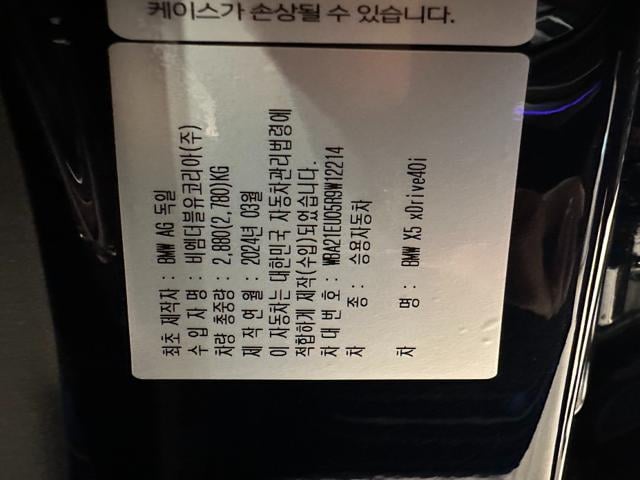 케이스가 손상될 수 있습니다.
최초 제작자 : BMW AG 독일
수 입 자 명 : 비엠더블유코리아(주)
차량 총중량 : 2,880(2,780)KG
제 작 연 월 : 2024년 03월
이 자동차는 대한민국 자동차관리법령에
적합하게 제작(수입)되었습니다.
차 대 번 호 : WBA21EU05R9W12214
차 종 : 승용자동차
차 명 : BMW X5 xDrive40i